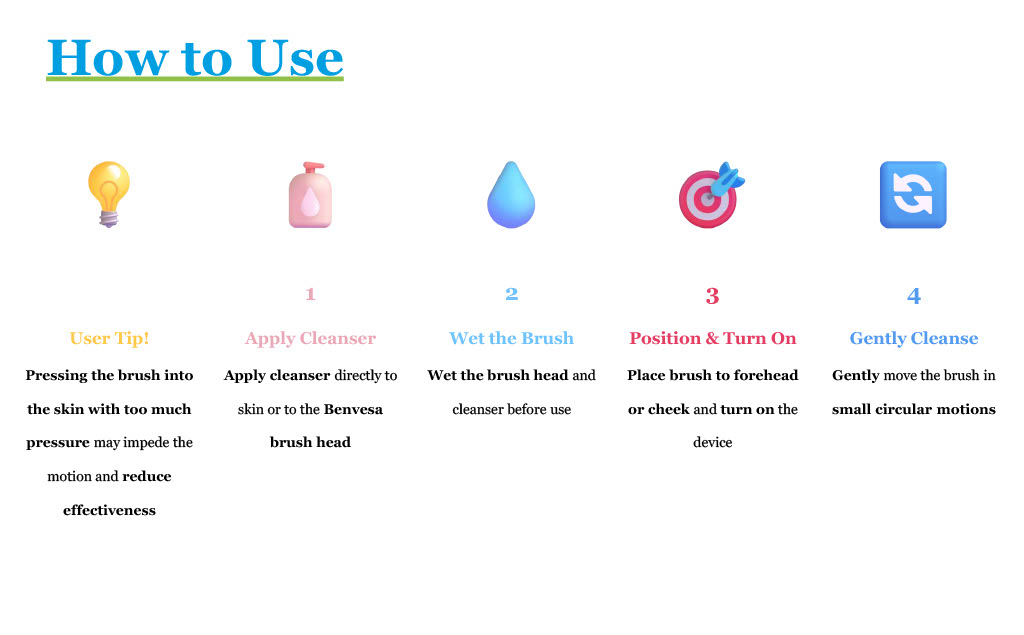 How to Use
User Tip!
Pressing the brush into
the skin with too much
pressure may impede the
motion and reduce
effectiveness
1
Apply Cleanser
Apply cleanser directly to
skin or to the Benvesa
brush head
2
Wet the Brush
Wet the brush head and
cleanser before use
3
Position & Turn On
Place brush to forehead
or cheek and turn on the
device
4
Gently Cleanse
Gently move the brush in
small circular motions